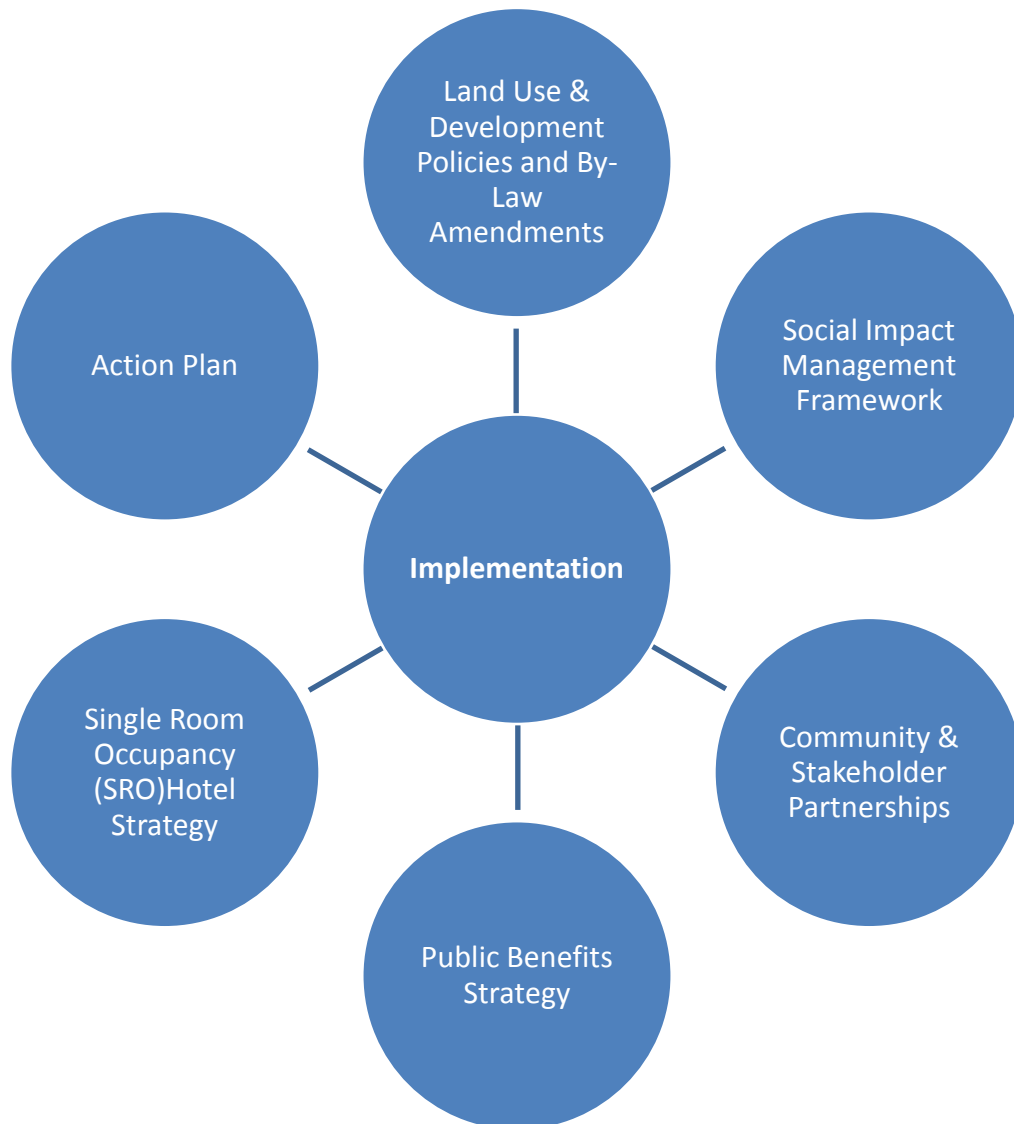 Land Use &
Development
Policies and By-
Law
Amendments
Social Impact
Management
Framework
Community &
Stakeholder
Partnerships
Public Benefits
Strategy
Single Room
Occupancy
(SRO)Hotel
Strategy
Action Plan
Implementation